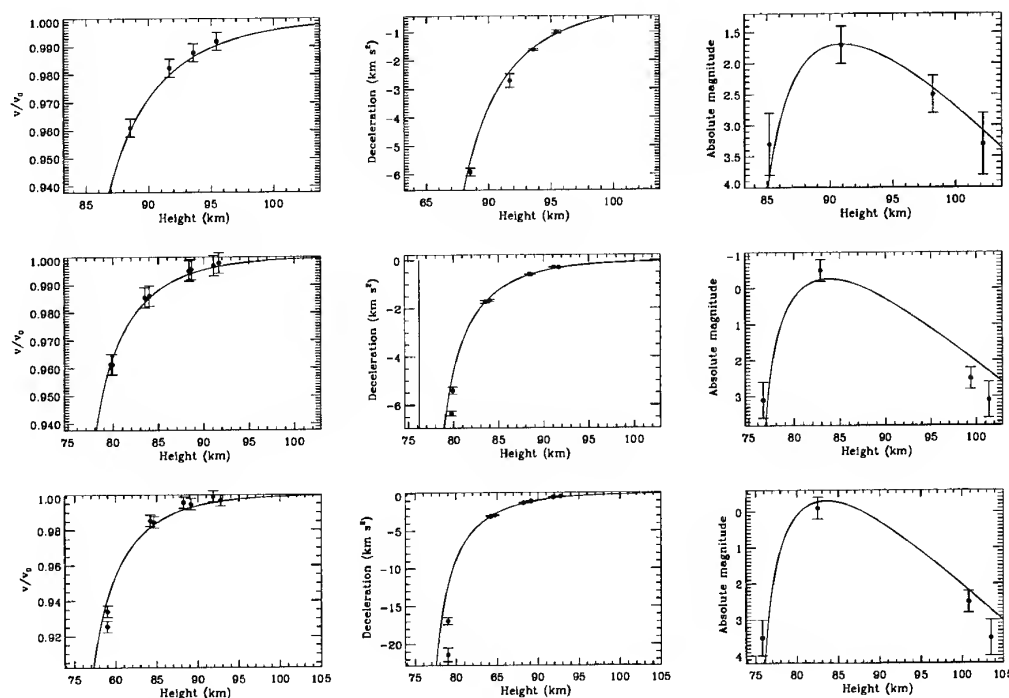 1.000
0.990
0.980
0.970
0.960
0.950
0.940
v/v₀
85 90 95 100
Height (km)
-1
-2
-3
-4
-5
-6
Deceleration (km s²)
65 90 95 100
Height (km)
1.5
2.0
2.5
3.0
3.5
4.0
Absolute magnitude
85 90 95 100
Height (km)
1.000
0.990
0.980
0.970
0.960
0.950
0.940
v/v₀
75 80 85 90 95 100
Height (km)
0
-2
-4
-6
Deceleration (km s²)
75 80 85 90 95 100
Height (km)
-1
0
1
2
3
Absolute magnitude
75 80 85 90 95 100
Height (km)
1.00
0.98
0.96
0.94
0.92
v/v₀
75 80 85 90 95 100 105
Height (km)
0
-5
-10
-15
-20
Deceleration (km s²)
75 80 85 90 95 100 105
Height (km)
0
1
2
3
4
Absolute magnitude
75 80 85 90 95 100 105
Height (km)